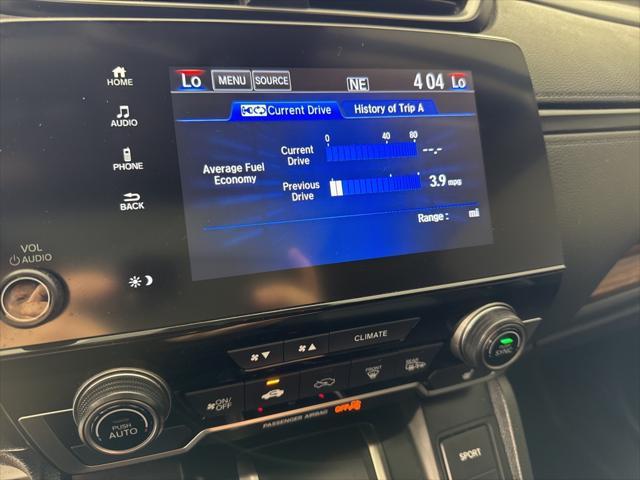 HOME
AUDIO
PHONE
BACK
VOL
AUDIO
Lo MENU SOURCE NE 4 04 Lo
Current Drive History of Trip A
0 40 80
Current Drive --.-
Average Fuel Economy
Previous Drive 3.9 mpg
Range : mi
CLIMATE
ON/OFF
FRONT
REAR
PUSH AUTO
PUSH SYNC
PASSENGER AIRBAG OFF
SPORT